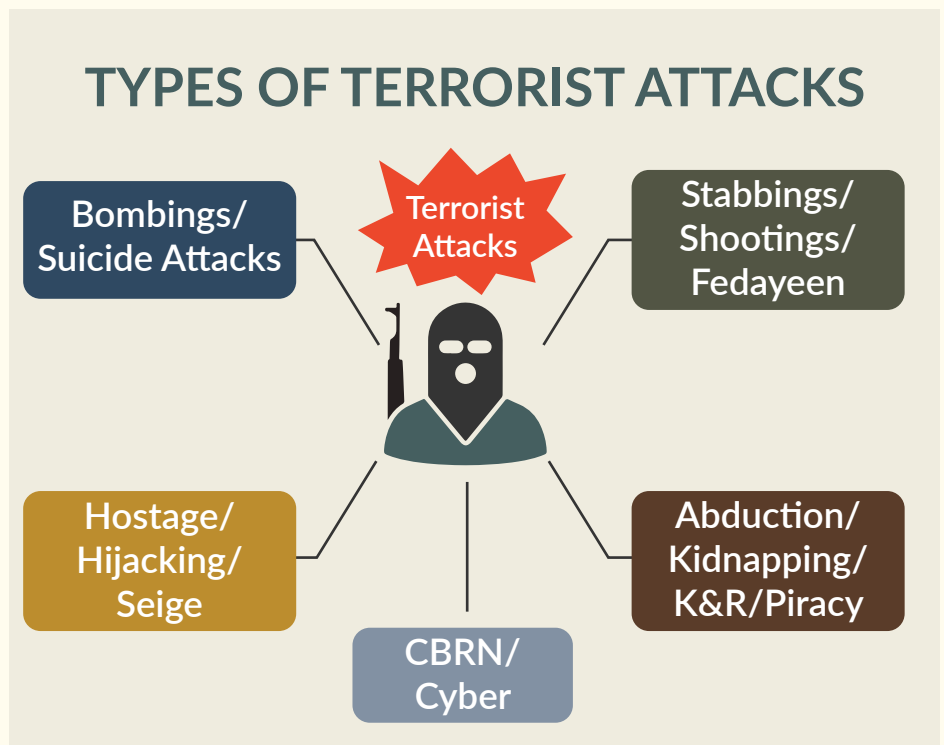 TYPES OF TERRORIST ATTACKS
Terrorist
Attacks
Bombings/
Suicide Attacks
Stabbings/
Shootings/
Fedayeen
Hostage/
Hijacking/
Seige
Abduction/
Kidnapping/
K&R/Piracy
CBRN/
Cyber